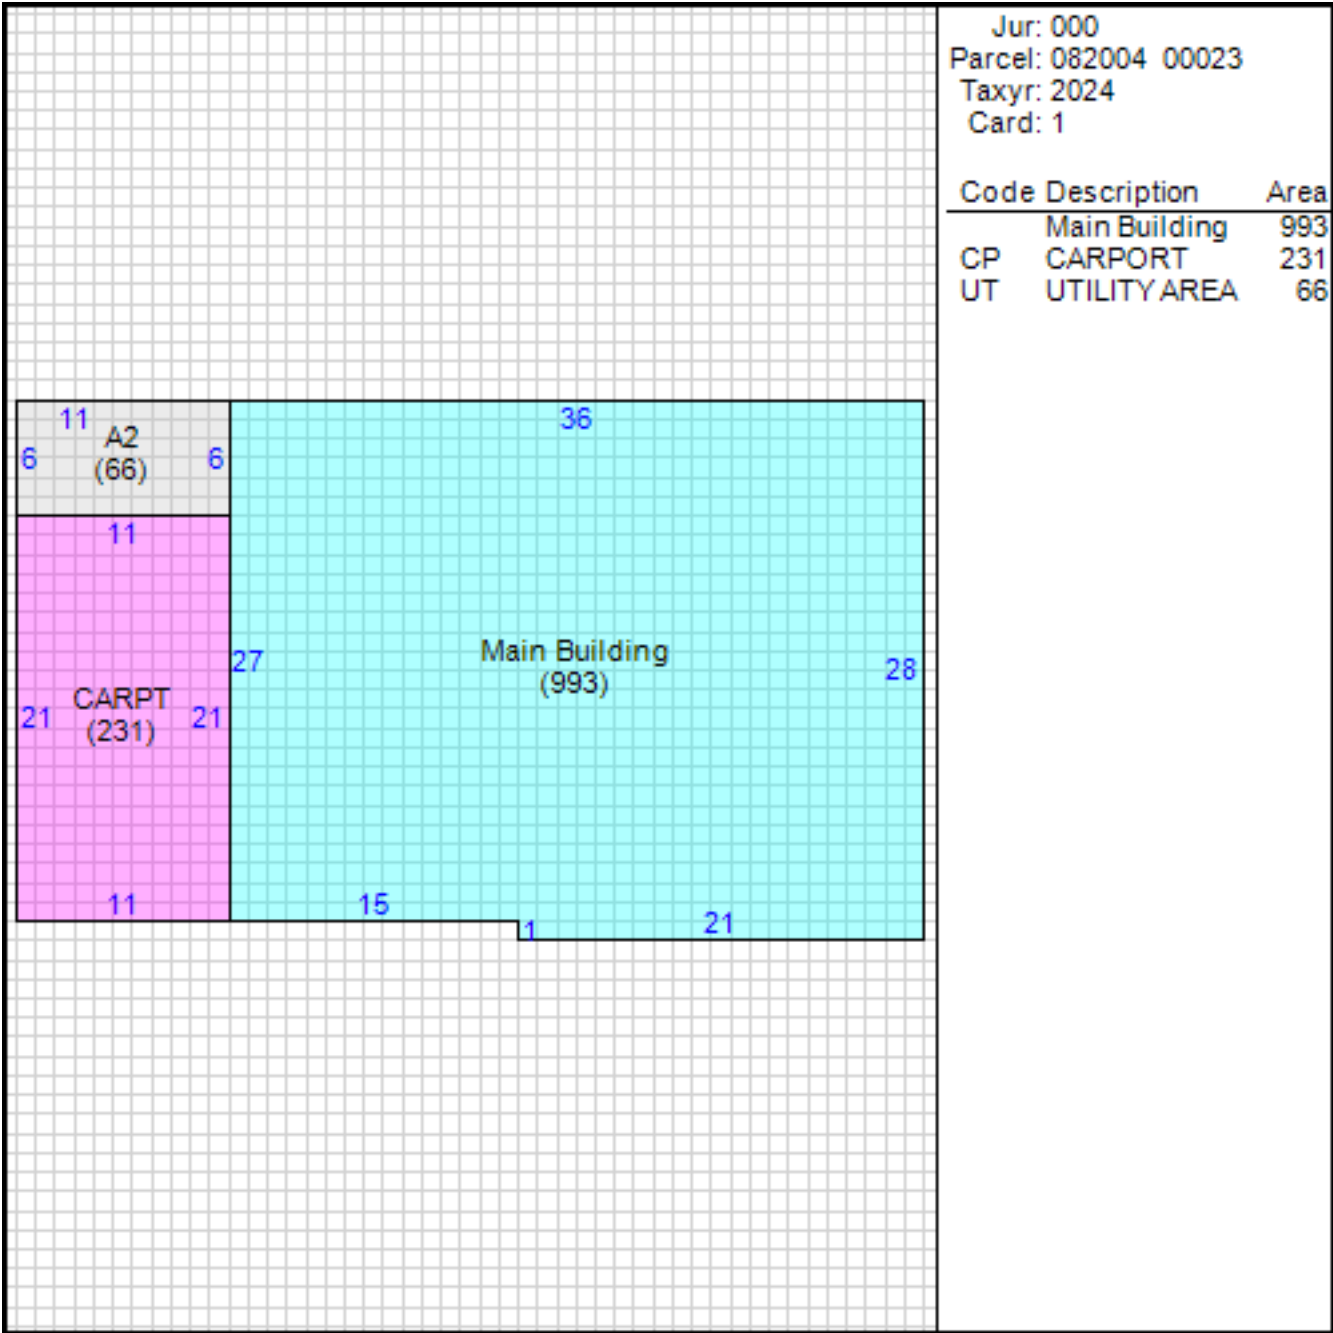 Jur: 000
Parcel: 082004 00023
Taxyr: 2024
Card: 1
Code Description Area
Main Building 993
CP CARPORT 231
UT UTILITY AREA 66
11
36
A2
6
6
(66)
11
27
Main Building
28
(993)
CARPT
21
21
(231)
11
15
1
21